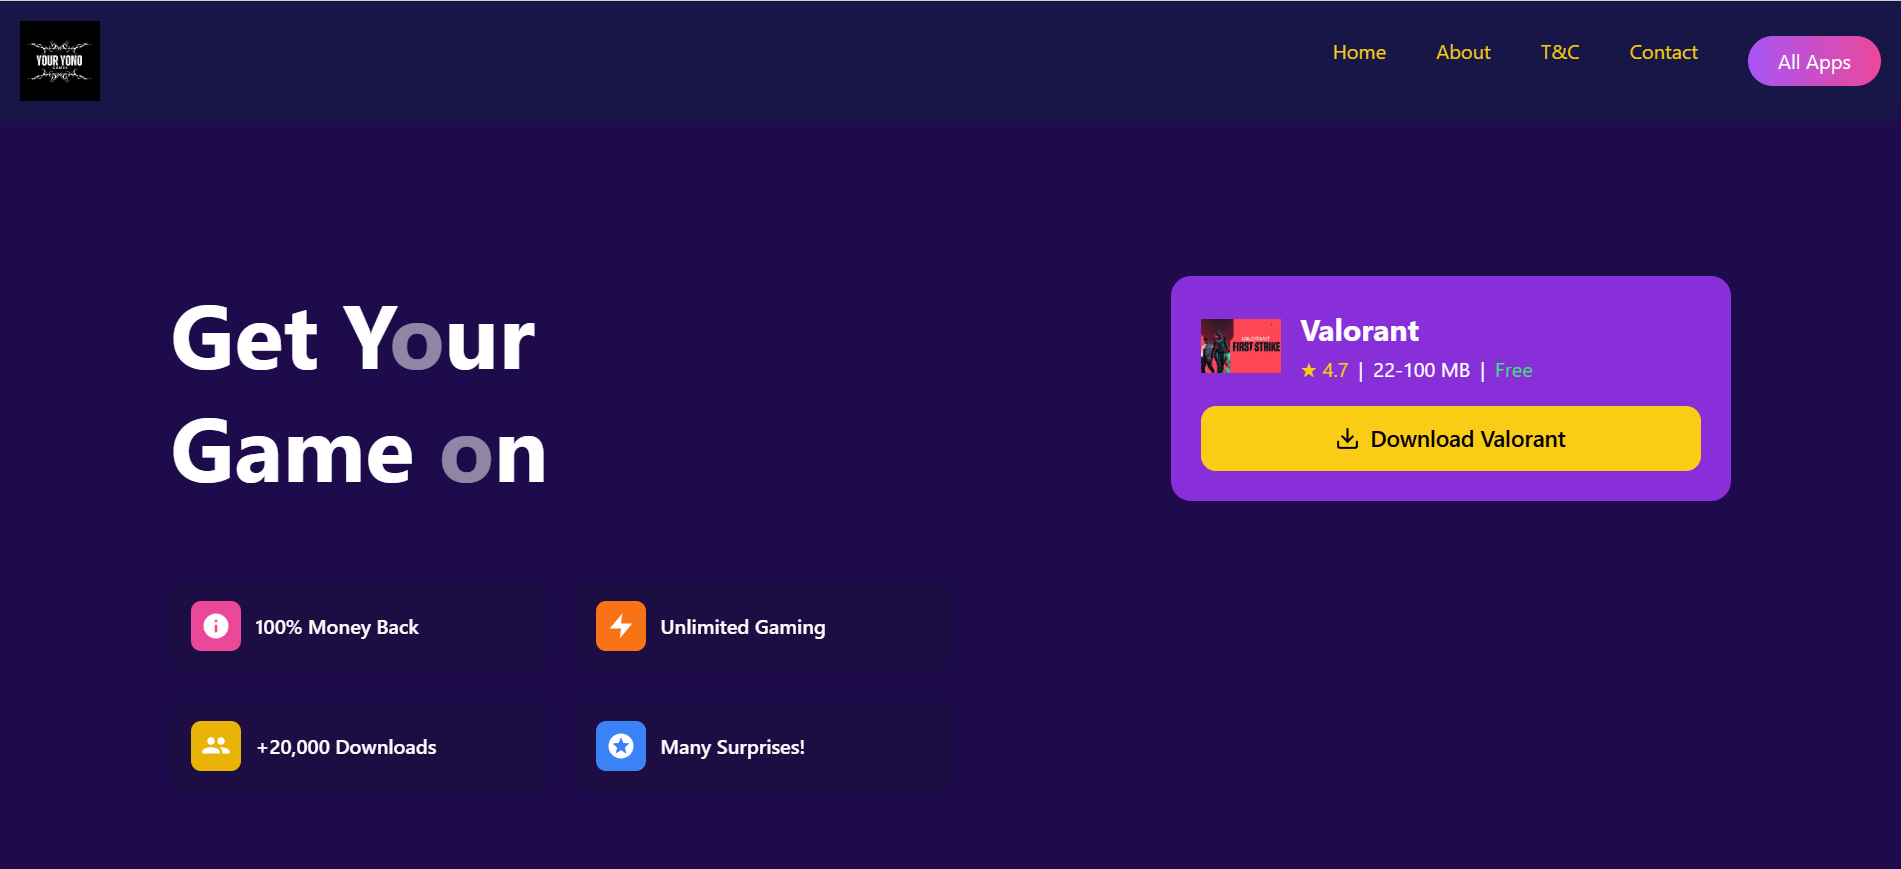 YOUR YONO
GAMES
Home
About
T&C
Contact
All Apps
Get Your
Game on
VALORANT
FIRST STRIKE
Valorant
★ 4.7 | 22-100 MB | Free
Download Valorant
100% Money Back
Unlimited Gaming
+20,000 Downloads
Many Surprises!